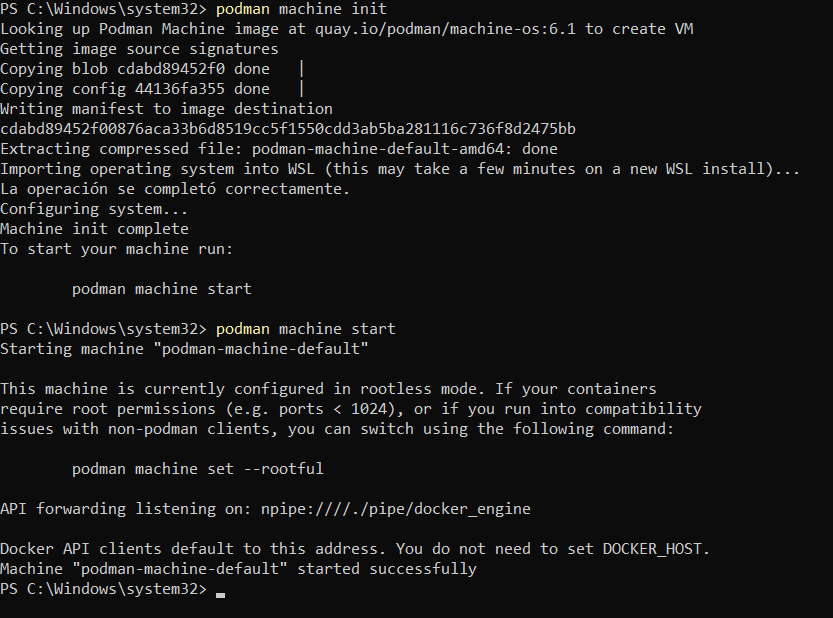 PS C:\Windows\system32> podman machine init
Looking up Podman Machine image at quay.io/podman/machine-os:6.1 to create VM
Getting image source signatures
Copying blob cdabd89452f0 done   |
Copying config 44136fa355 done   |
Writing manifest to image destination
cdabd89452f00876aca33b6d8519cc5f1550cdd3ab5ba281116c736f8d2475bb
Extracting compressed file: podman-machine-default-amd64: done
Importing operating system into WSL (this may take a few minutes on a new WSL install)...
La operación se completó correctamente.
Configuring system...
Machine init complete
To start your machine run:
        podman machine start
PS C:\Windows\system32> podman machine start
Starting machine "podman-machine-default"
This machine is currently configured in rootless mode. If your containers
require root permissions (e.g. ports < 1024), or if you run into compatibility
issues with non-podman clients, you can switch using the following command:
        podman machine set --rootful
API forwarding listening on: npipe:////./pipe/docker_engine
Docker API clients default to this address. You do not need to set DOCKER_HOST.
Machine "podman-machine-default" started successfully
PS C:\Windows\system32>